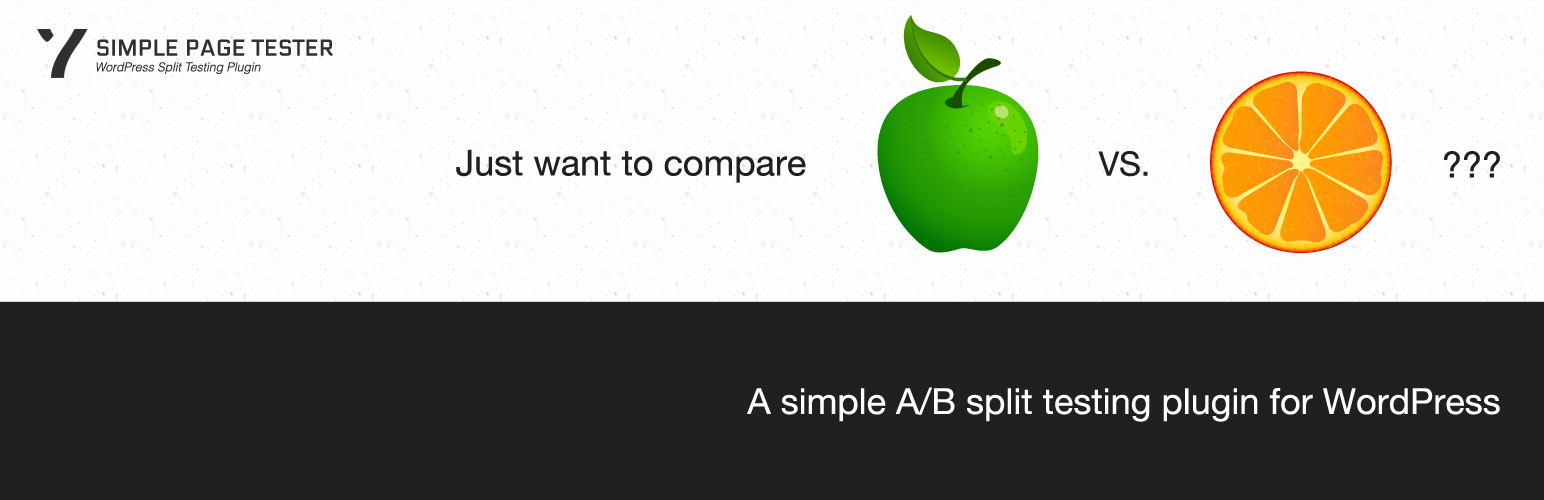 SIMPLE PAGE TESTER
WordPress Split Testing Plugin
Just want to compare VS. ???
A simple A/B split testing plugin for WordPress